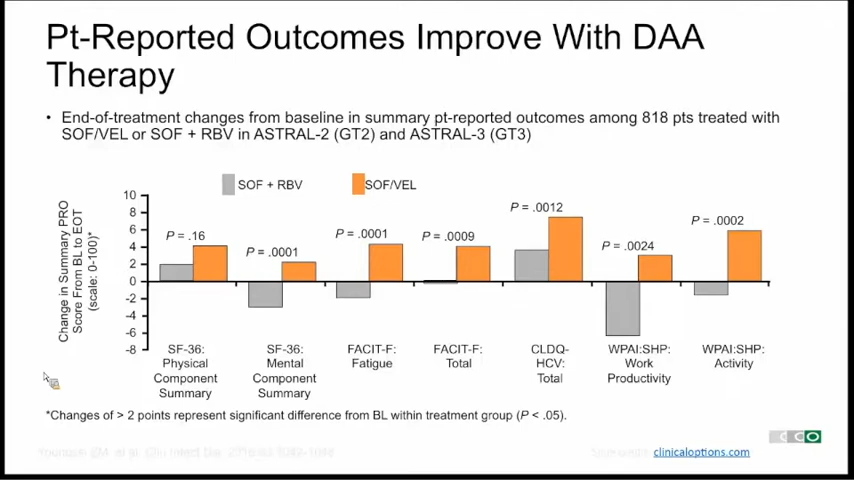 Pt-Reported Outcomes Improve With DAA
Therapy
• End-of-treatment changes from baseline in summary pt-reported outcomes among 818 pts treated with
SOF/VEL or SOF + RBV in ASTRAL-2 (GT2) and ASTRAL-3 (GT3)
SOF + RBV
SOF/VEL
Change in Summary PRO
Score From BL to EOT
(scale: 0-100)*
10
8
6
4
2
0
-2
-4
-6
-8
P = .16
P = .0001
P = .0001
P = .0009
P = .0012
P = .0024
P = .0002
SF-36:
Physical
Component
Summary
SF-36:
Mental
Component
Summary
FACIT-F:
Fatigue
FACIT-F:
Total
CLDQ-
HCV:
Total
WPAI:SHP:
Work
Productivity
WPAI:SHP:
Activity
*Changes of > 2 points represent significant difference from BL within treatment group (P < .05).
CCO
clinicaloptions.com